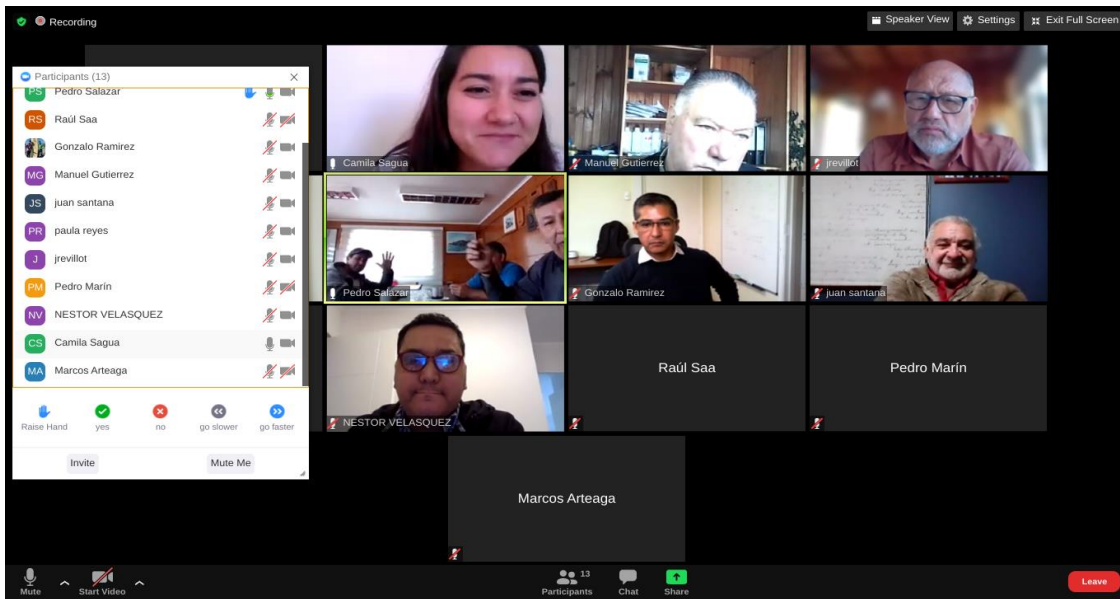 Recording
Speaker View
Settings
Exit Full Screen
Participants (13)
PS Pedro Salazar
RS Raúl Saa
Gonzalo Ramirez
MG Manuel Gutierrez
JS juan santana
PR paula reyes
J jrevillot
PM Pedro Marín
NV NESTOR VELASQUEZ
CS Camila Sagua
MA Marcos Arteaga
Raise Hand
yes
no
go slower
go faster
Invite
Mute Me
Camila Sagua
Manuel Gutierrez
jrevillot
Pedro Salazar
Gonzalo Ramirez
juan santana
NESTOR VELASQUEZ
Raúl Saa
Pedro Marín
Marcos Arteaga
Mute
Start Video
13
Participants
Chat
Share
Leave